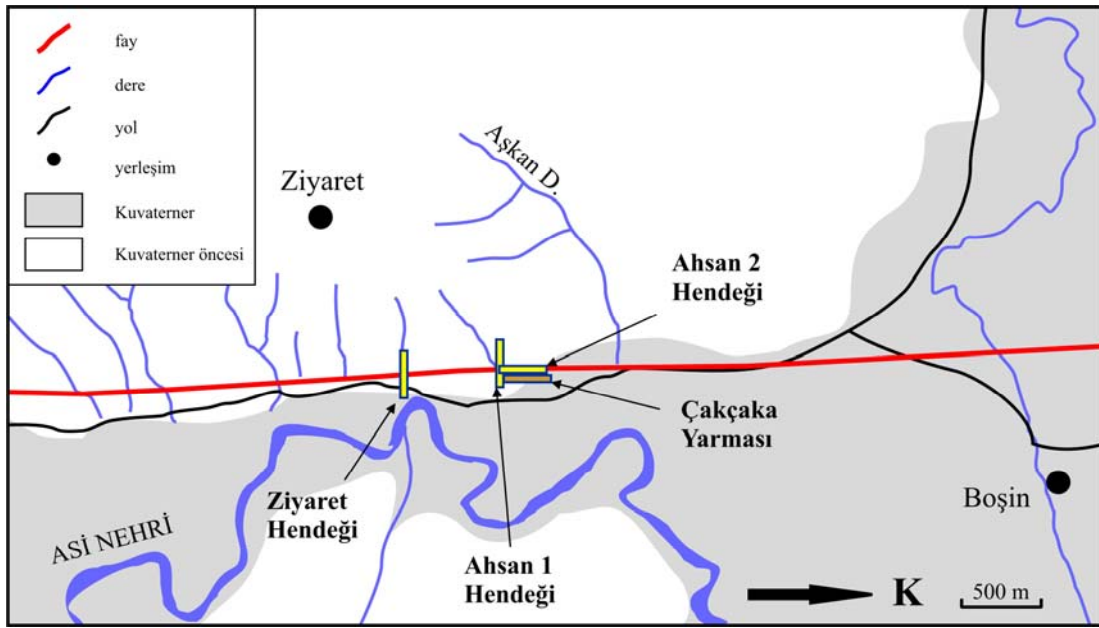 fay
dere
yol
yerleşim
Kuvaterner
Kuvaterner öncesi
Ziyaret
Aşkan D.
Ahsan 2
Hendeği
Çakçaka
Yarması
Ziyaret
Hendeği
Ahsan 1
Hendeği
ASİ NEHRİ
Boşin
K
500 m